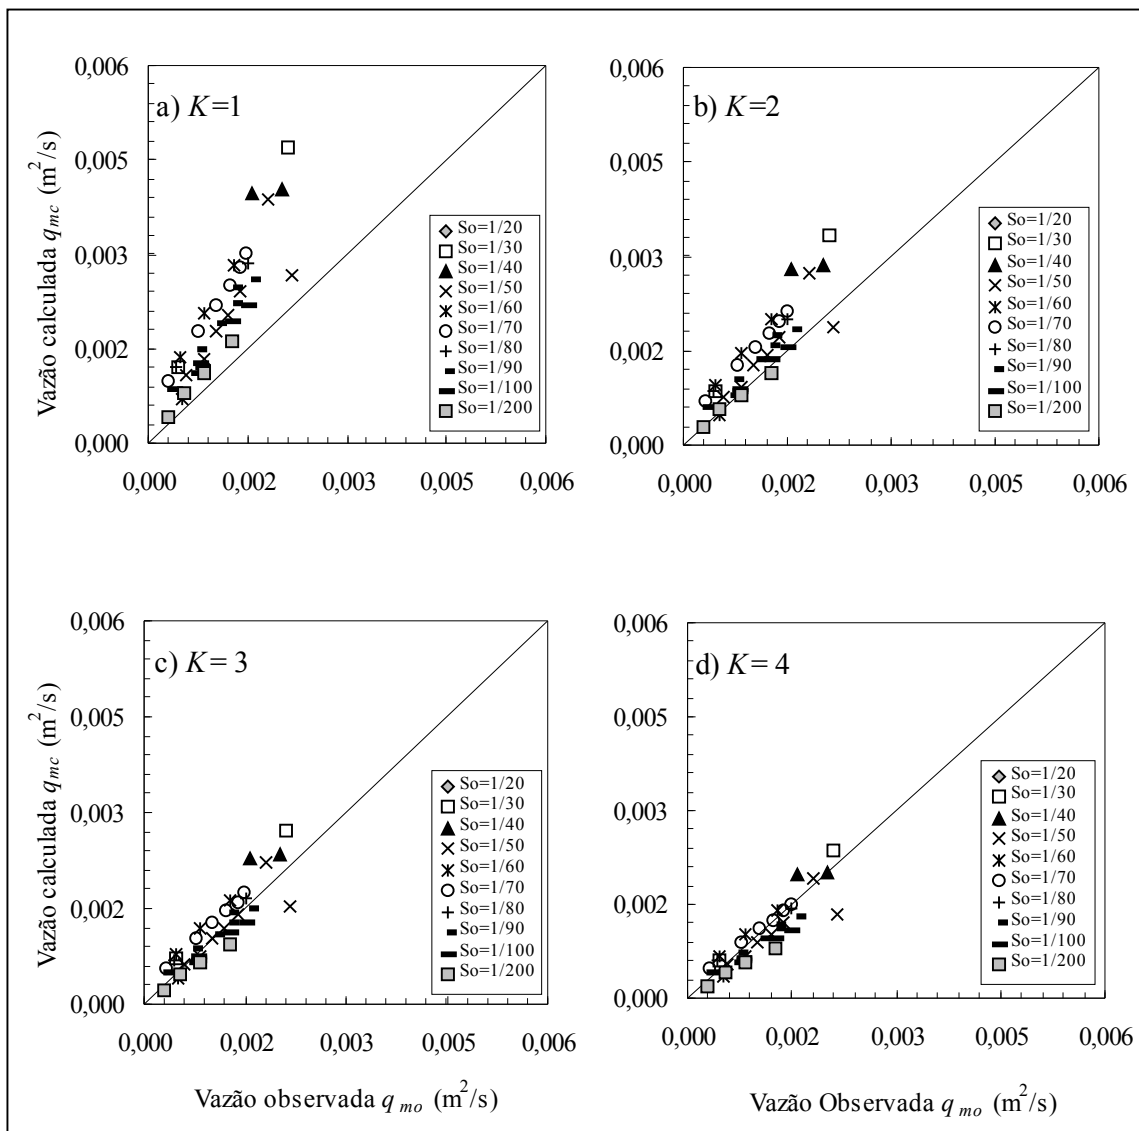 a) K=1
0,006
0,005
0,003
0,002
0,000
Vazão calculada q mc (m2/s)
0,000 0,002 0,003 0,005 0,006
So=1/20
So=1/30
So=1/40
So=1/50
So=1/60
So=1/70
So=1/80
So=1/90
So=1/100
So=1/200
b) K=2
0,006
0,005
0,003
0,002
0,000
0,000 0,002 0,003 0,005 0,006
So=1/20
So=1/30
So=1/40
So=1/50
So=1/60
So=1/70
So=1/80
So=1/90
So=1/100
So=1/200
c) K= 3
0,006
0,005
0,003
0,002
0,000
Vazão calculada q mc (m2/s)
0,000 0,002 0,003 0,005 0,006
Vazão observada q mo (m2/s)
So=1/20
So=1/30
So=1/40
So=1/50
So=1/60
So=1/70
So=1/80
So=1/90
So=1/100
So=1/200
d) K= 4
0,006
0,005
0,003
0,002
0,000
0,000 0,002 0,003 0,005 0,006
Vazão Observada q mo (m2/s)
So=1/20
So=1/30
So=1/40
So=1/50
So=1/60
So=1/70
So=1/80
So=1/90
So=1/100
So=1/200